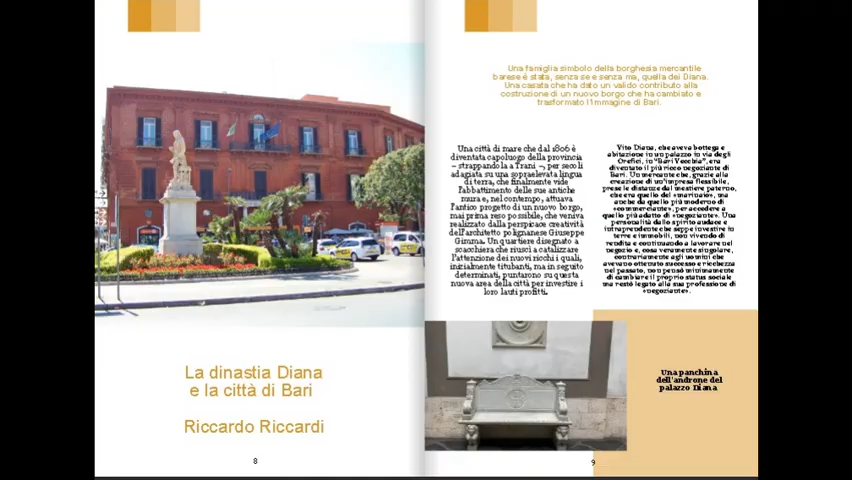 La dinastia Diana
e la città di Bari
Riccardo Riccardi
8
Una famiglia simbolo della borghesia mercantile
barese è stata, senza se e senza ma, quella dei Diana.
Una casata che ha dato un valido contributo alla
costruzione di un nuovo borgo che ha cambiato e
trasformato l'immagine di Bari.
Una città di mare che dal 1806 è
diventata capoluogo della provincia
– strappandola a Trani –, per secoli
adagiata su una sopraelevata lingua
di terra, che finalmente vide
l'abbattimento delle sue antiche
mura e, nel contempo, attuava
l'antico progetto di un nuovo borgo,
mai prima reso possibile, che veniva
realizzato dalla perspicace creatività
dell'architetto polignanese Giuseppe
Gimma. Un quartiere disegnato a
scacchiera che riuscì a catalizzare
l'attenzione dei nuovi ricchi i quali,
inizialmente titubanti, ma in seguito
determinati, puntarono su questa
nuova area della città per investire i
loro lauti profitti.
Vito Diana, che aveva bottega e
abitazione in un palazzo in via degli
Orefici, in "Bari Vecchia", era
diventato il più ricco negoziante di
Bari. Un mercante che, grazie alla
creazione di un'impresa flessibile,
prese le distanze dal mestiere paterno,
che era quello del «marinaio», ma
anche da quello più moderno di
«commerciante», per accedere a
quello più adatto di «negoziante». Una
personalità dallo spirito audace e
intraprendente che seppe investire in
terre e immobili, non vivendo di
rendita e continuando a lavorare nel
negozio e, cosa veramente singolare,
contrariamente agli uomini che
avevano ottenuto successo e ricchezza
nel passato, non pensò minimamente
di cambiare il proprio status sociale
ma restò legato alla sua professione di
«negoziante».
Una panchina
dell'androne del
palazzo Diana
9